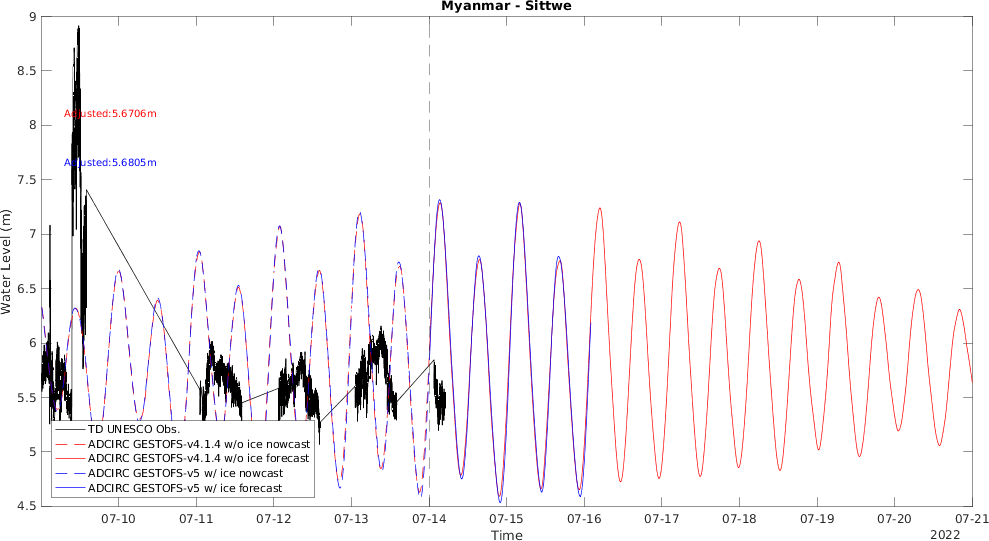 Myanmar - Sittwe
Water Level (m)
9
8.5
8
7.5
7
6.5
6
5.5
5
4.5
Adjusted:5.6706m
Adjusted:5.6805m
TD UNESCO Obs.
ADCIRC GESTOFS-v4.1.4 w/o ice nowcast
ADCIRC GESTOFS-v4.1.4 w/o ice forecast
ADCIRC GESTOFS-v5 w/ ice nowcast
ADCIRC GESTOFS-v5 w/ ice forecast
07-10 07-11 07-12 07-13 07-14 07-15 07-16 07-17 07-18 07-19 07-20 07-21
Time
2022